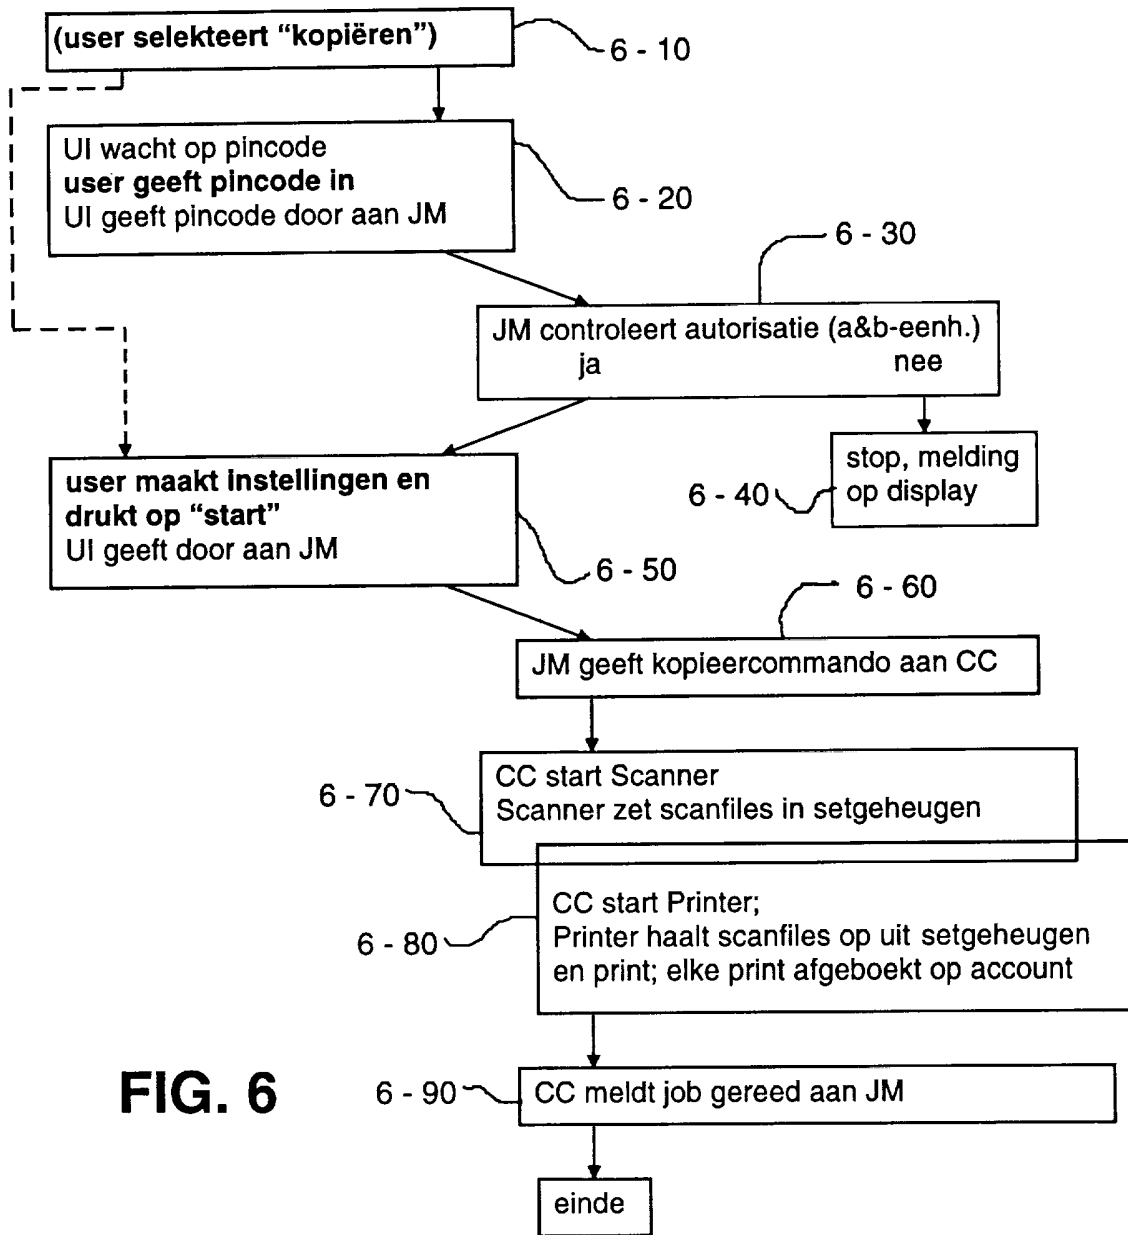 (user selekteert “kopiëren”)
6 - 10
UI wacht op pincode
user geeft pincode in
UI geeft pincode door aan JM
6 - 20
6 - 30
JM controleert autorisatie (a&b-eenh.)
ja nee
stop, melding
op display
6 - 40
user maakt instellingen en
drukt op “start”
UI geeft door aan JM
6 - 50
6 - 60
JM geeft kopieercommando aan CC
CC start Scanner
Scanner zet scanfiles in setgeheugen
6 - 70
CC start Printer;
Printer haalt scanfiles op uit setgeheugen
en print; elke print afgeboekt op account
6 - 80
FIG. 6
6 - 90
CC meldt job gereed aan JM
einde